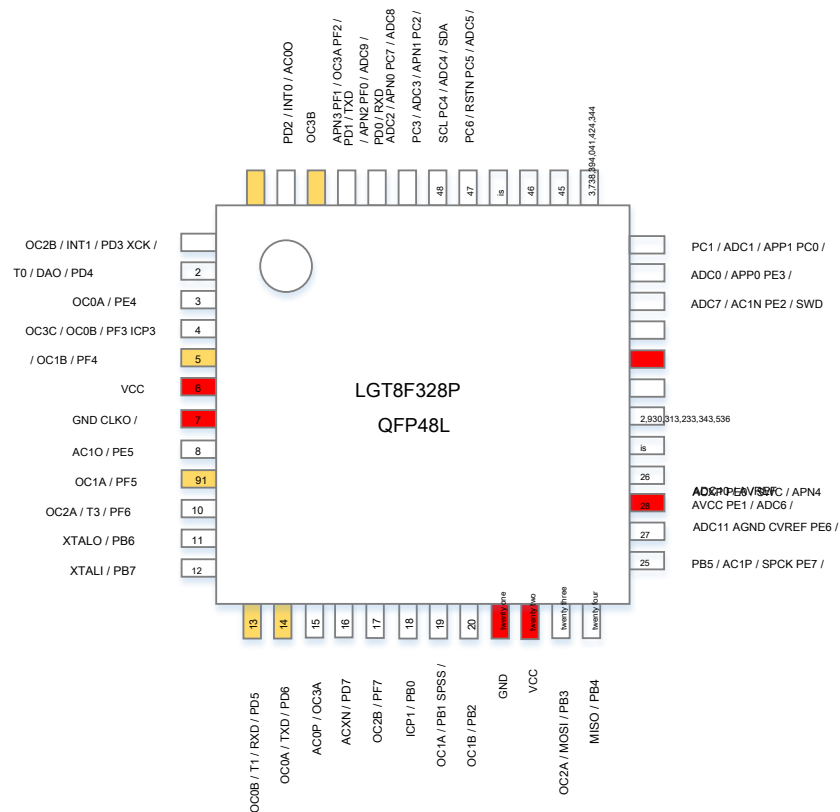 PD2 / INT0 / AC0O
OC3B
APN3 PF1 / OC3A PF2 /
PD1 / TXD
/ APN2 PF0 / ADC9 /
PD0 / RXD
ADC2 / APN0 PC7 / ADC8
PC3 / ADC3 / APN1 PC2 /
SCL PC4 / ADC4 / SDA
PC6 / RSTN PC5 / ADC5 /
48
47
is
46
45
3,738,394,041,424,344
OC2B / INT1 / PD3 XCK /
T0 / DAO / PD4
2
OC0A / PE4
3
OC3C / OC0B / PF3 ICP3
4
/ OC1B / PF4
5
VCC
6
GND CLKO /
7
AC1O / PE5
8
OC1A / PF5
91
OC2A / T3 / PF6
10
XTALO / PB6
11
XTALI / PB7
12
LGT8F328P
QFP48L
PC1 / ADC1 / APP1 PC0 /
ADC0 / APP0 PE3 /
ADC7 / AC1N PE2 / SWD
2,930,313,233,343,536
is
26
28
AVCC PE1 / ADC6 /
27
ADC11 AGND CVREF PE6 /
25
PB5 / AC1P / SPCK PE7 /
13
14
15
16
17
18
19
20
twenty one
twenty two
twenty three
twenty four
OC0B / T1 / RXD / PD5
OC0A / TXD / PD6
AC0P / OC3A
ACXN / PD7
OC2B / PF7
ICP1 / PB0
OC1A / PB1 SPSS /
OC1B / PB2
GND
VCC
OC2A / MOSI / PB3
MISO / PB4